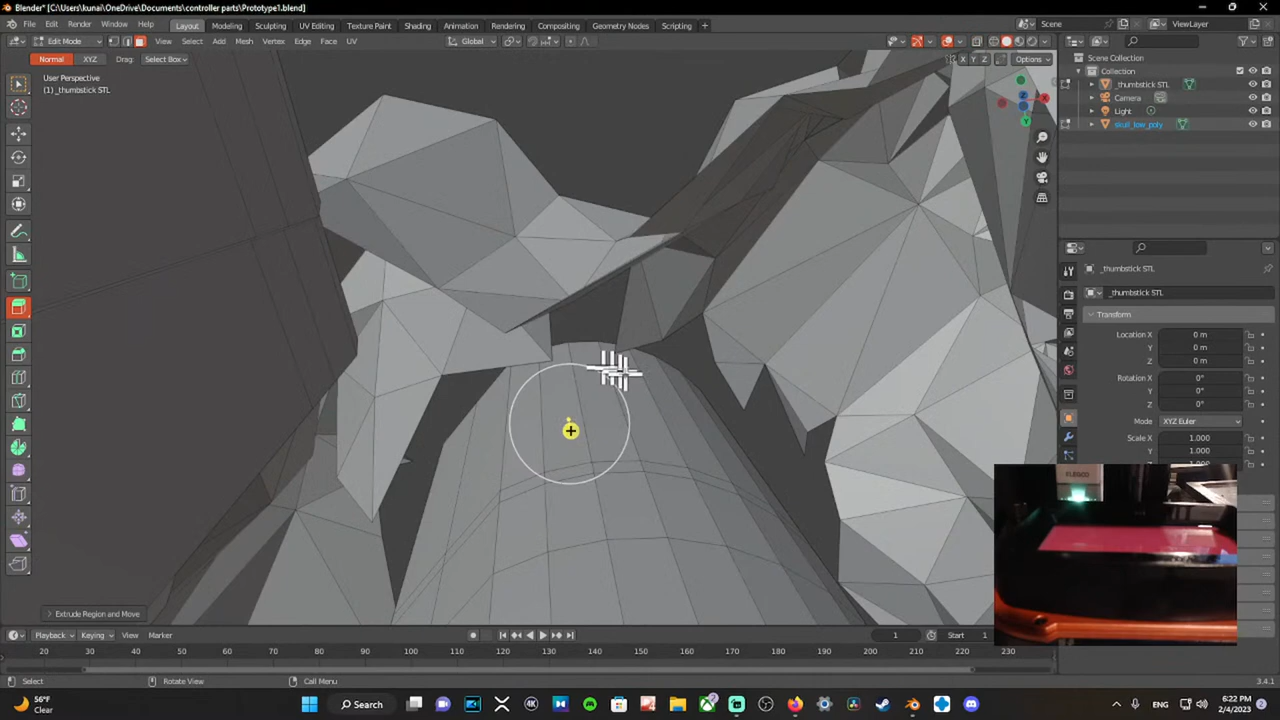 Blender* [C:\Users\kunai\OneDrive\Documents\controller parts\Prototype1.blend]
File Edit Render Window Help Layout Modeling Sculpting UV Editing Texture Paint Shading Animation Rendering Compositing Geometry Nodes Scripting + Scene ViewLayer
Edit Mode View Select Add Mesh Vertex Edge Face UV Global
Normal XYZ Drag: Select Box X Y Z Options
User Perspective
(1) _thumbstick STL
Scene Collection
Collection
_thumbstick STL
Camera
Light
skull_low_poly
_thumbstick STL
_thumbstick STL
Transform
Location X 0 m
Y 0 m
Z 0 m
Rotation X 0°
Y 0°
Z 0°
Mode XYZ Euler
Scale X 1.000
Y 1.000
ELEGOO
Extrude Region and Move
Playback Keying View Marker 1 Start 1
20 30 40 50 60 70 80 90 100 110 120 130 140 150 160 170 180 190 200 210 220 230
Select Rotate View Call Menu 3.4.1
56°F
Clear
Search
ENG
6:22 PM
2/4/2023